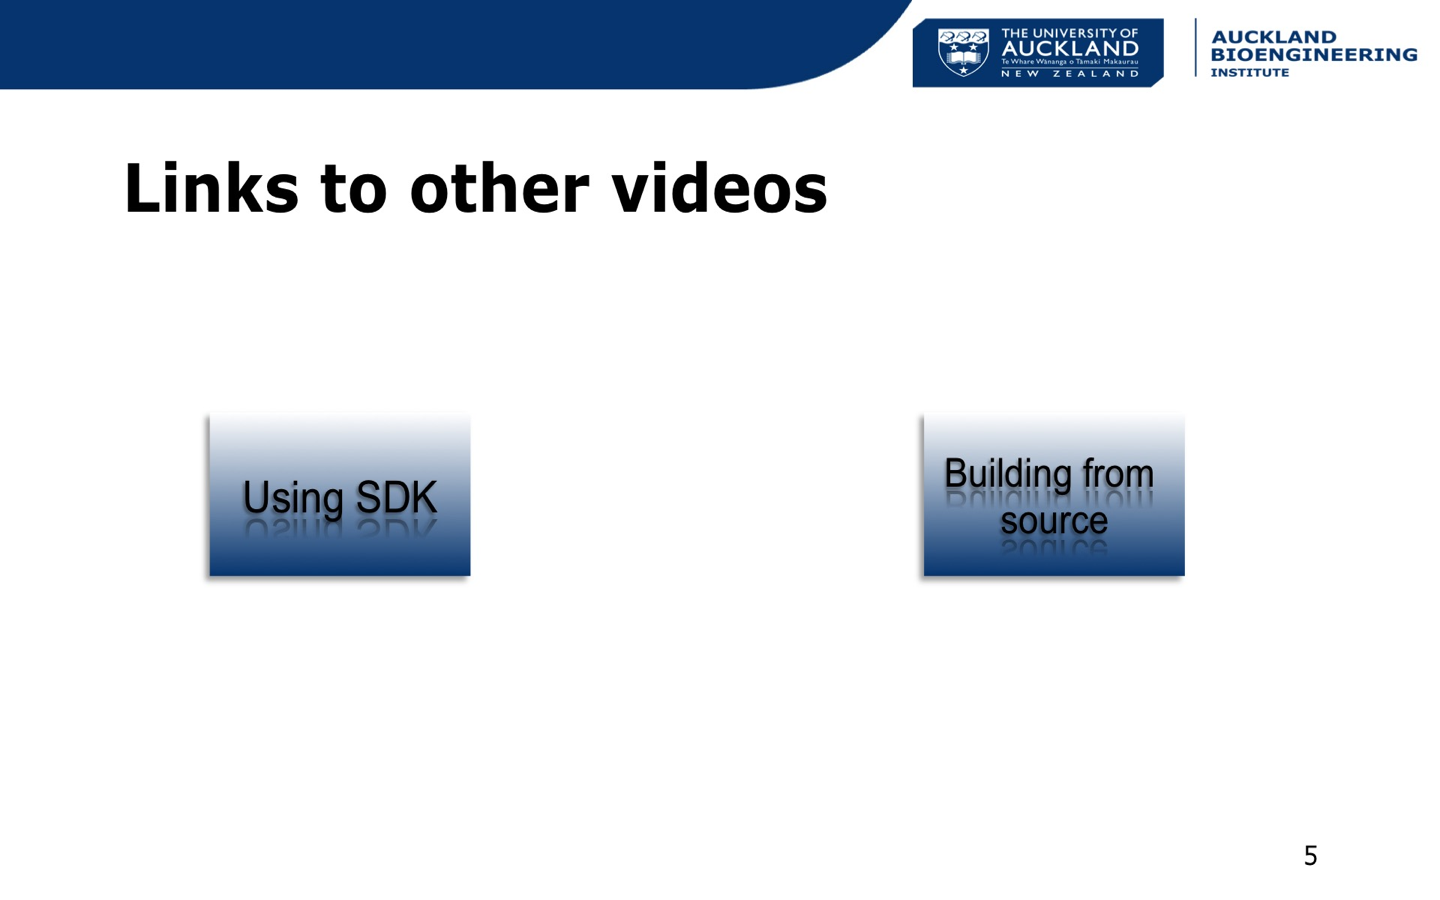 THE UNIVERSITY OF
AUCKLAND
Te Whare Wānanga o Tāmaki Makaurau
NEW ZEALAND
AUCKLAND
BIOENGINEERING
INSTITUTE
Links to other videos
Using SDK
Building from
source
5